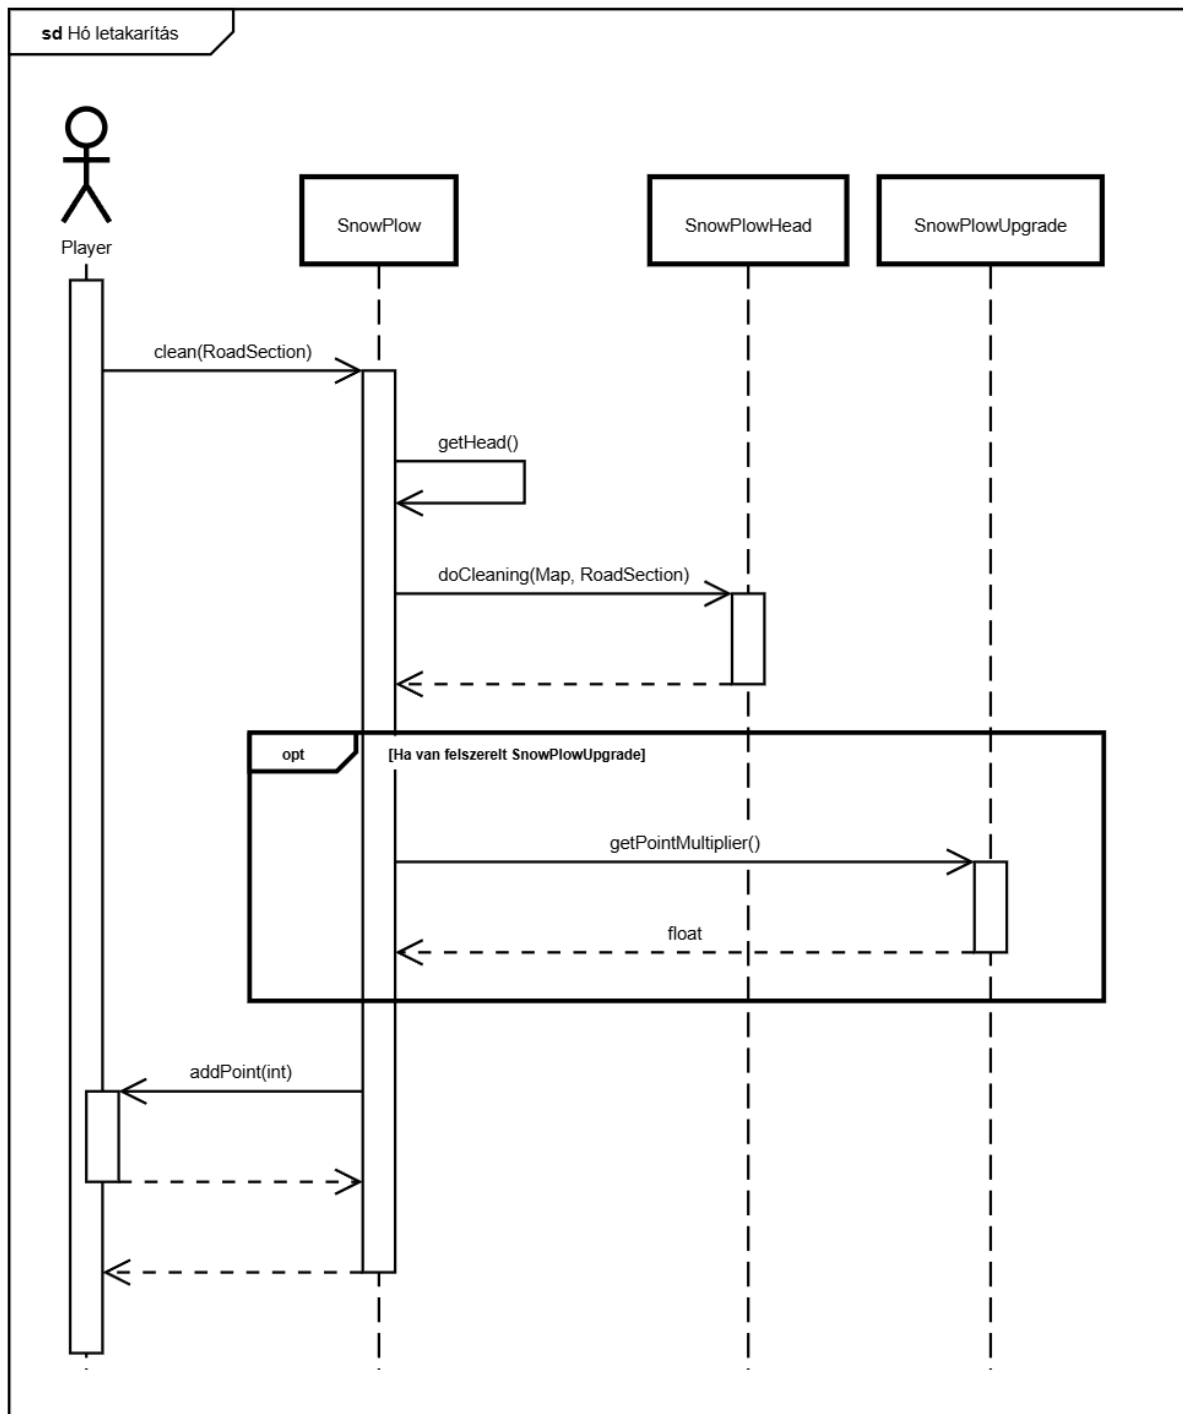 sd Hó letakarítás
Player
SnowPlow
SnowPlowHead
SnowPlowUpgrade
clean(RoadSection)
getHead()
doCleaning(Map, RoadSection)
opt
[Ha van felszerelt SnowPlowUpgrade]
getPointMultiplier()
float
addPoint(int)